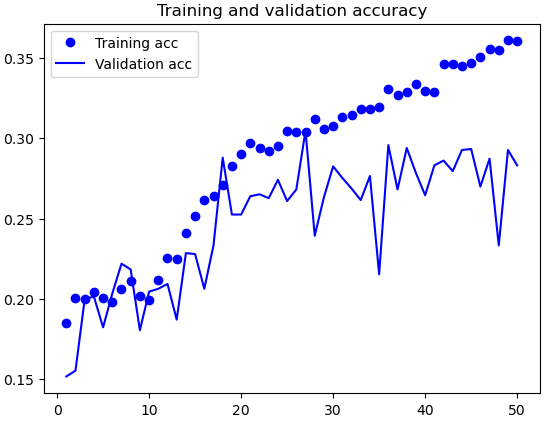 Training and validation accuracy
Training acc
Validation acc
0.35
0.30
0.25
0.20
0.15
0 10 20 30 40 50